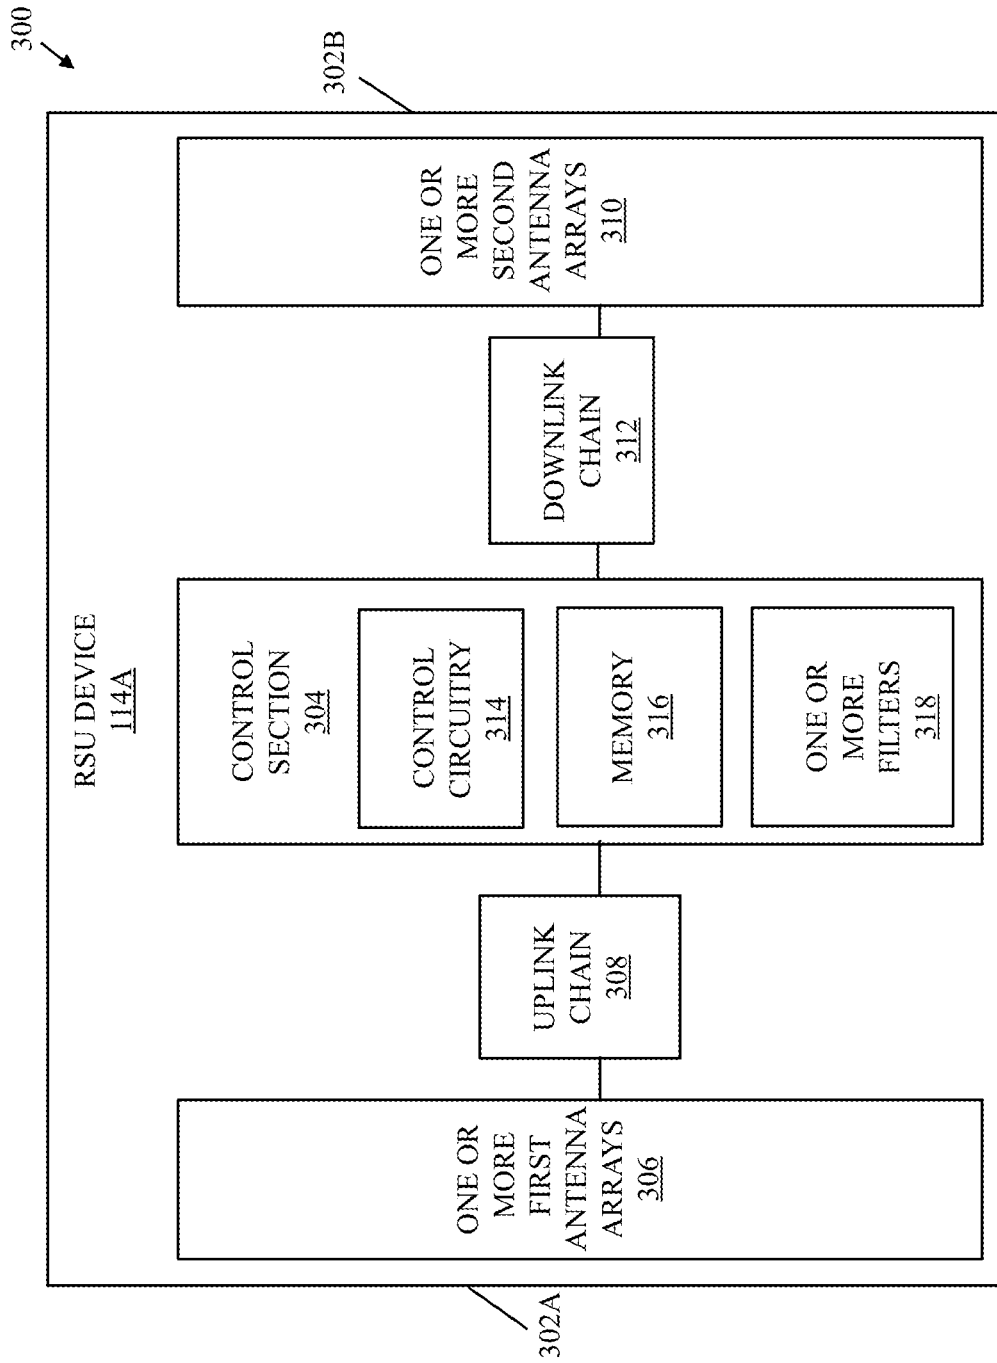 300
RSU DEVICE
114A
302A
302B
ONE OR
MORE
FIRST
ANTENNA
ARRAYS
306
UPLINK
CHAIN
308
CONTROL
SECTION
304
CONTROL
CIRCUITRY
314
MEMORY
316
ONE OR
MORE
FILTERS
318
DOWNLINK
CHAIN
312
ONE OR
MORE
SECOND
ANTENNA
ARRAYS
310